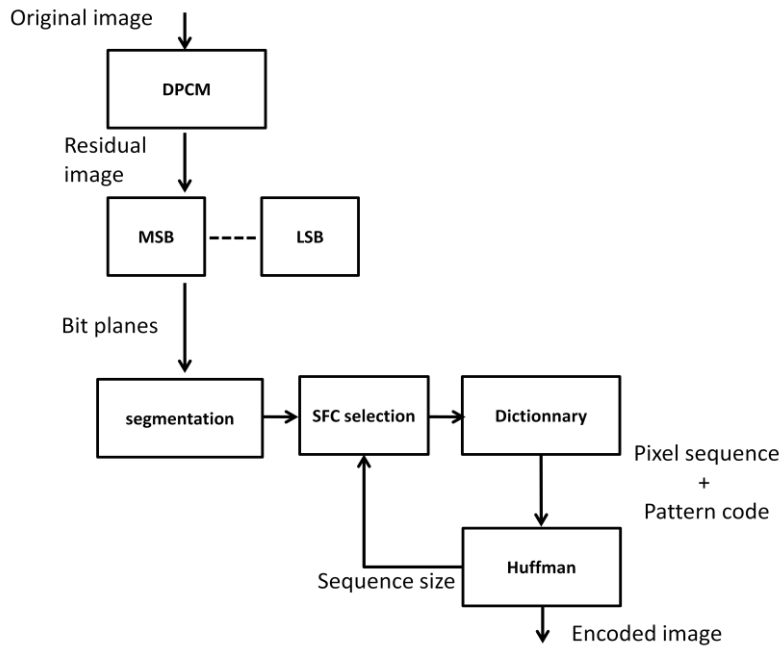 Original image
DPCM
Residual
image
MSB
LSB
Bit planes
segmentation
SFC selection
Dictionnary
Pixel sequence
+
Pattern code
Sequence size
Huffman
Encoded image